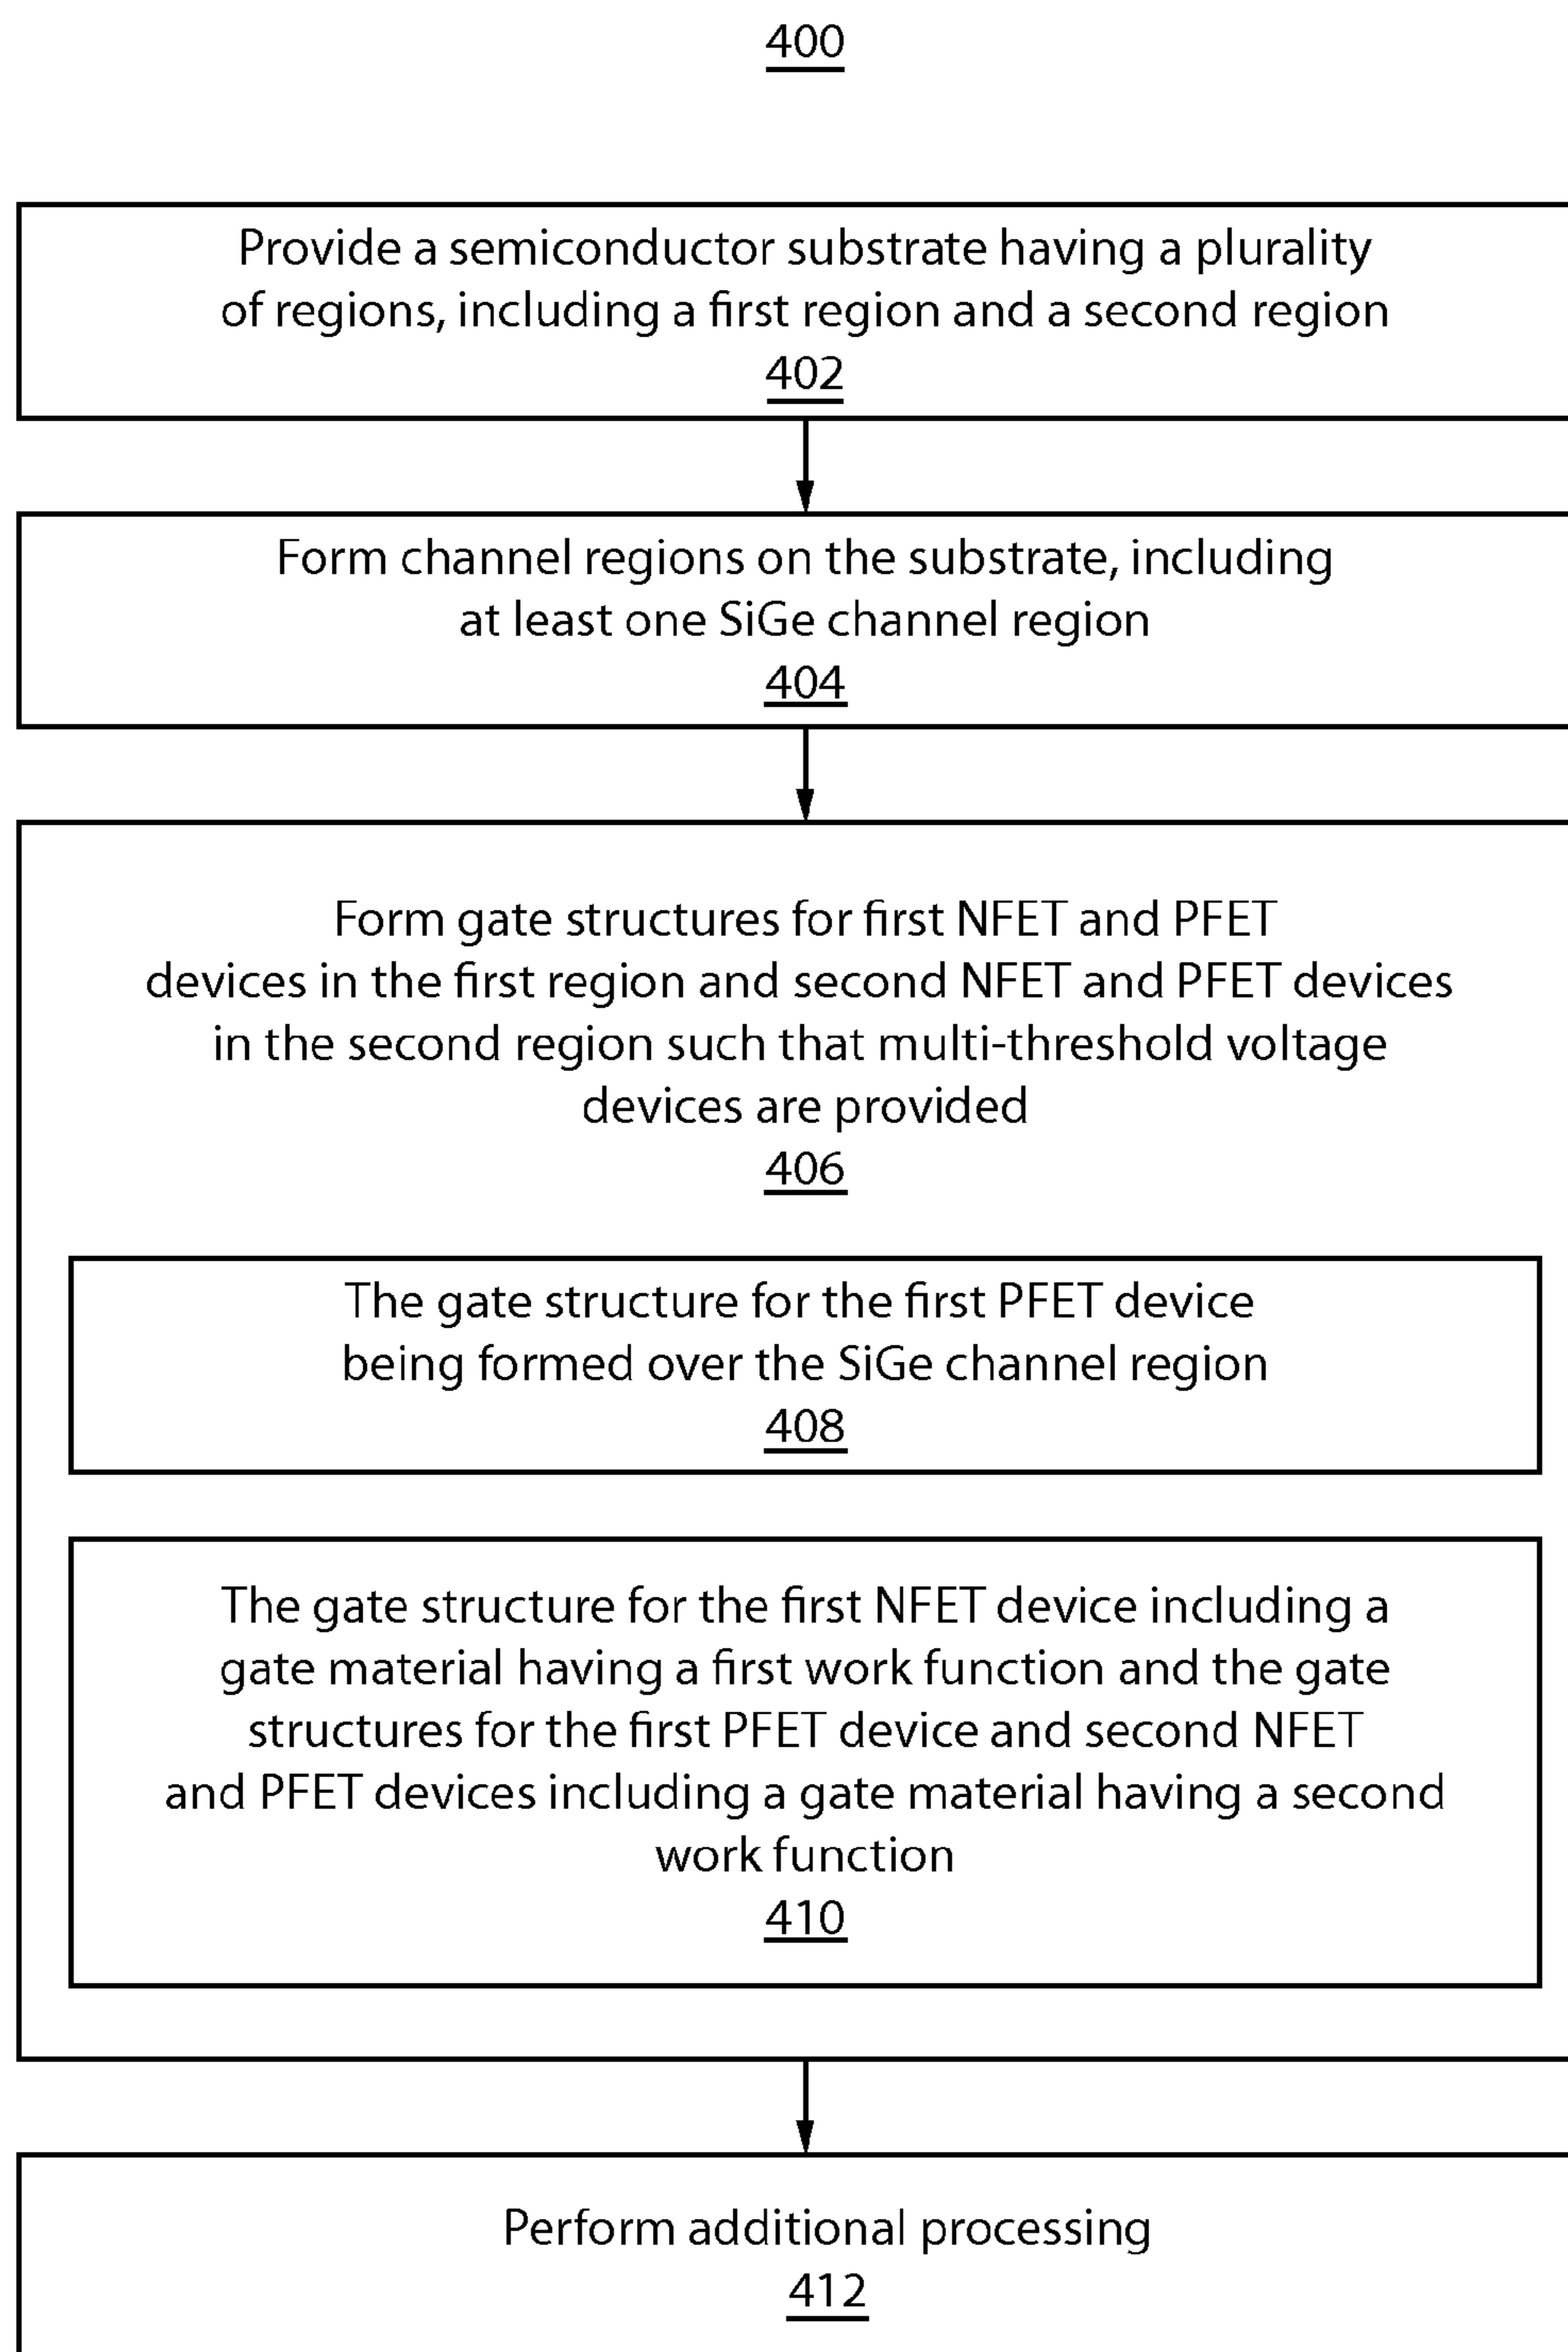 400
Provide a semiconductor substrate having a plurality
of regions, including a first region and a second region
402
Form channel regions on the substrate, including
at least one SiGe channel region
404
Form gate structures for first NFET and PFET
devices in the first region and second NFET and PFET devices
in the second region such that multi-threshold voltage
devices are provided
406
The gate structure for the first PFET device
being formed over the SiGe channel region
408
The gate structure for the first NFET device including a
gate material having a first work function and the gate
structures for the first PFET device and second NFET
and PFET devices including a gate material having a second
work function
410
Perform additional processing
412